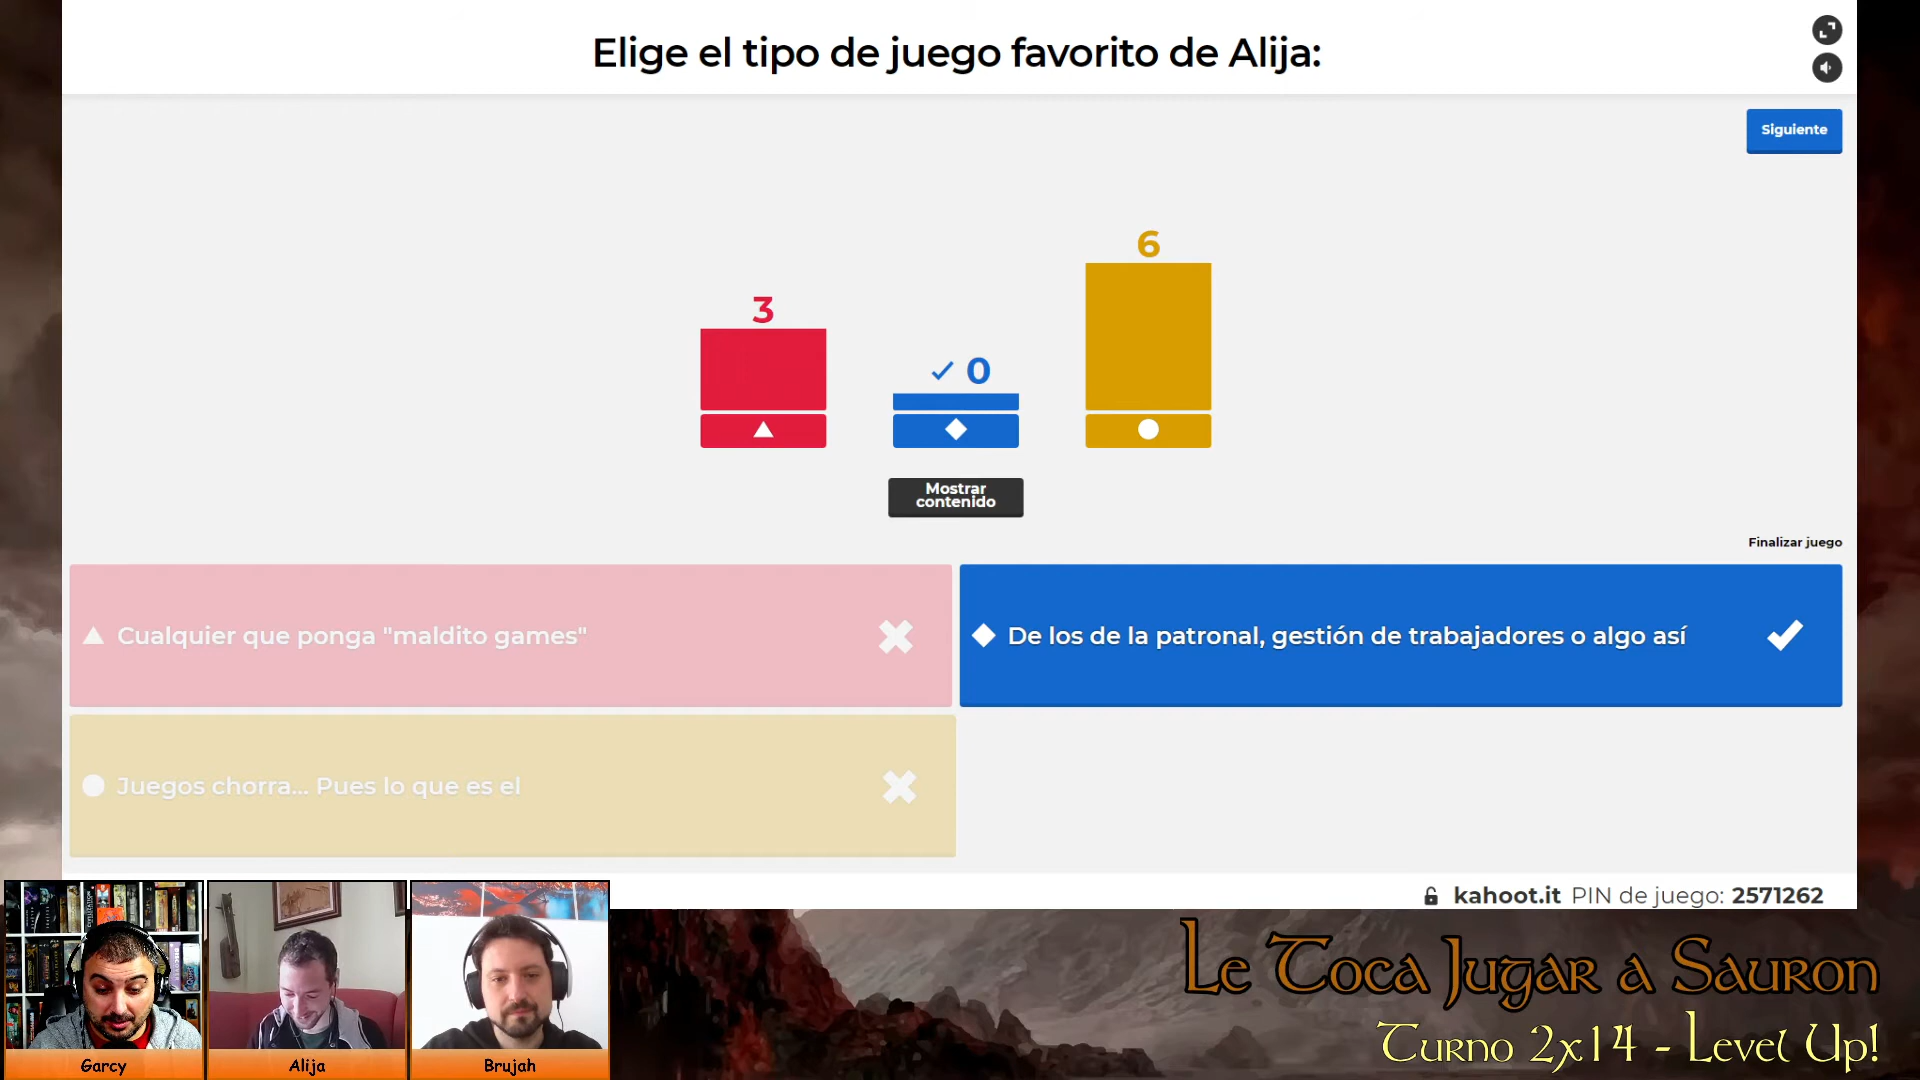 Elige el tipo de juego favorito de Alija:
Siguiente
3
0
6
Mostrar
contenido
Finalizar juego
Cualquier que ponga "maldito games"
De los de la patronal, gestión de trabajadores o algo así
Juegos chorra... Pues lo que es el
kahoot.it PIN de juego: 2571262
Le Toca Jugar a Sauron
Turno 2x14 - Level Up!
Garcy
Alija
Brujah